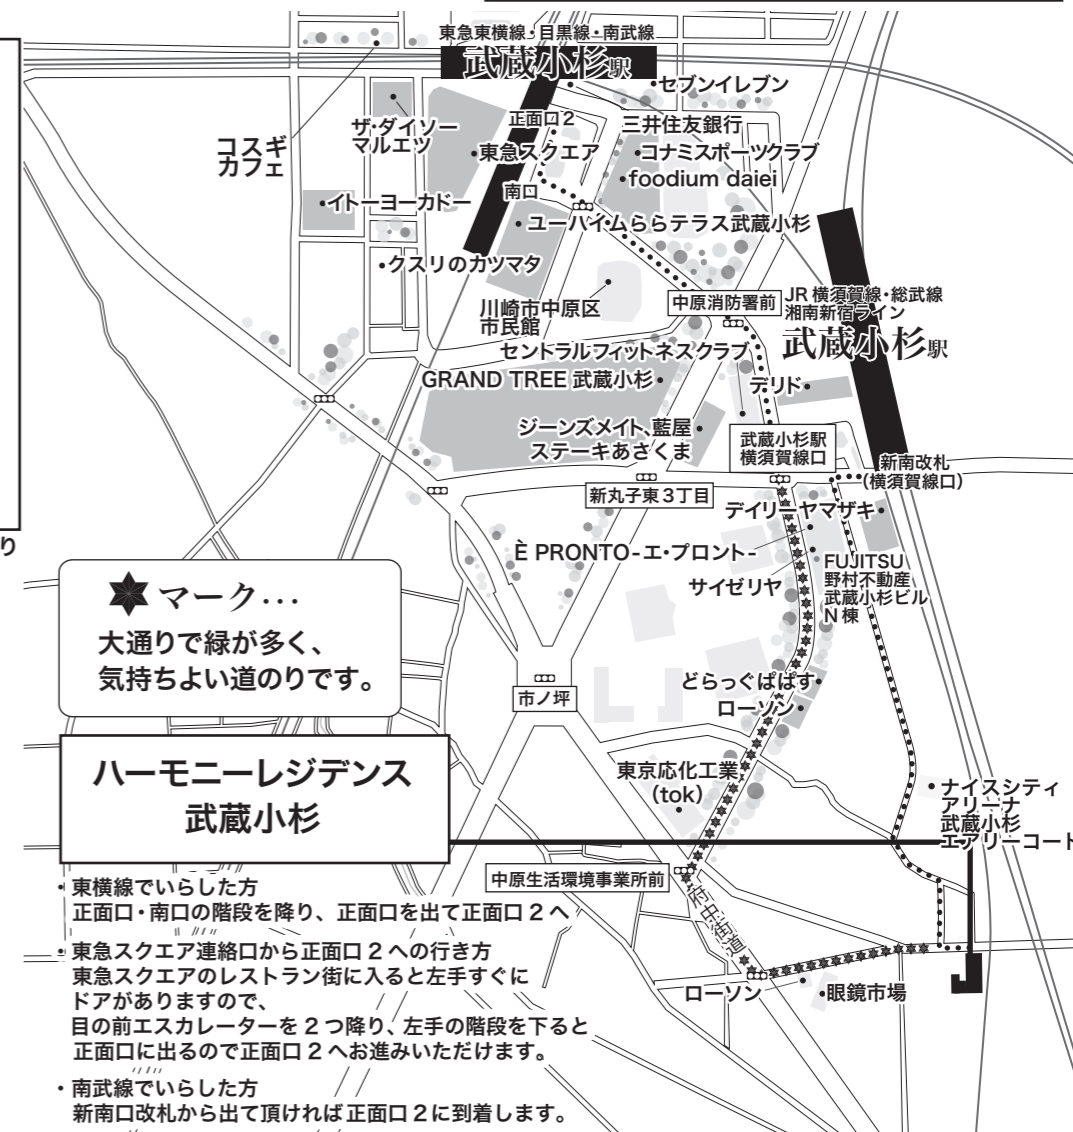 東急東横線・目黒線・南武線
武蔵小杉駅
セブンイレブン
正面口2
三井住友銀行
ザ・ダイソー
マルエツ
コスギ
カフェ
東急スクエア
コナミスポーツクラブ
foodium daiei
南口
イトーヨーカドー
ユーハイムららテラス武蔵小杉
クスリのカツマタ
川崎市中原区
市民館
中原消防署前
JR横須賀線・総武線
湘南新宿ライン
武蔵小杉駅
セントラルフィットネスクラブ
GRAND TREE 武蔵小杉
デリド
ジーンズメイト、藍屋
ステーキあさくま
武蔵小杉駅
横須賀線口
新南改札
(横須賀線口)
新丸子東3丁目
デイリーヤマザキ
È PRONTO-エ・プロント-
サイゼリヤ
FUJITSU
野村不動産
武蔵小杉ビル
N棟
り
マーク…
大通りで緑が多く、
気持ちよい道のりです。
市ノ坪
どらっぐぱぱす
ローソン
ハーモニーレジデンス
武蔵小杉
東京応化工業
(tok)
ナイスシティ
アリーナ
武蔵小杉
エアリーコート
中原生活環境事業所前
府中街道
ローソン
眼鏡市場
・東横線でいらした方
正面口・南口の階段を降り、正面口を出て正面口2へ
・東急スクエア連絡口から正面口2への行き方
東急スクエアのレストラン街に入ると左手すぐに
ドアがありますので、
目の前エスカレーターを2つ降り、左手の階段を下ると
正面口に出るので正面口2へお進みいただけます。
・南武線でいらした方
新南口改札から出て頂ければ正面口2に到着します。